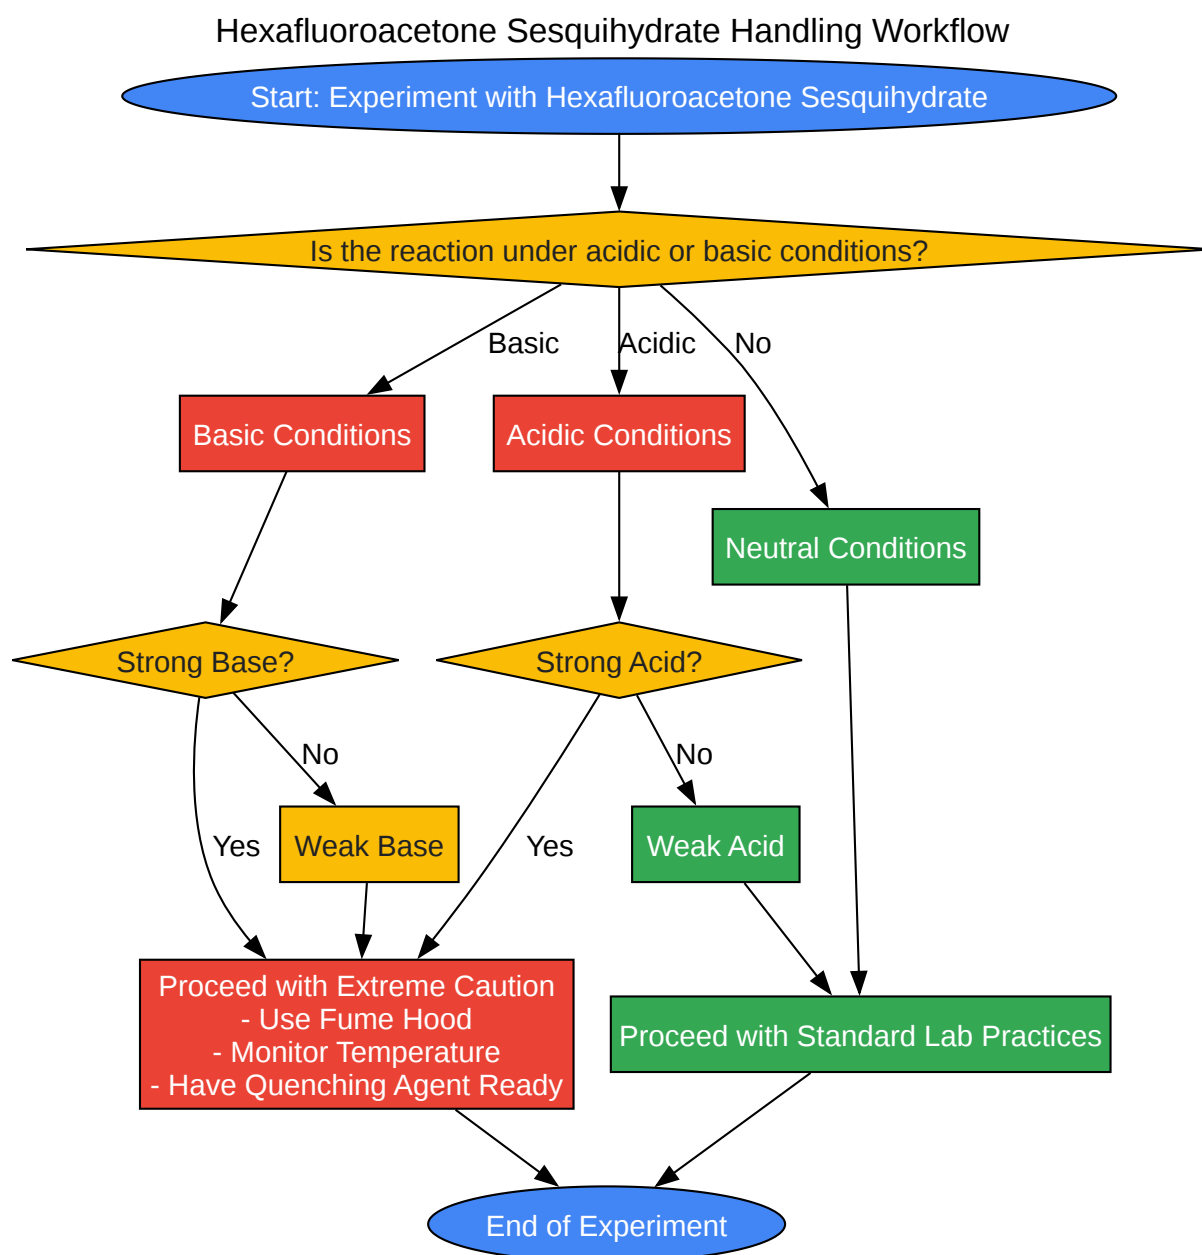 Hexafluoroacetone Sesquihydrate Handling Workflow
Start: Experiment with Hexafluoroacetone Sesquihydrate
Is the reaction under acidic or basic conditions?
Basic
Acidic
No
Basic Conditions
Acidic Conditions
Neutral Conditions
Strong Base?
Strong Acid?
No
No
Yes
Weak Base
Yes
Weak Acid
Proceed with Extreme Caution
- Use Fume Hood
- Monitor Temperature
- Have Quenching Agent Ready
Proceed with Standard Lab Practices
End of Experiment